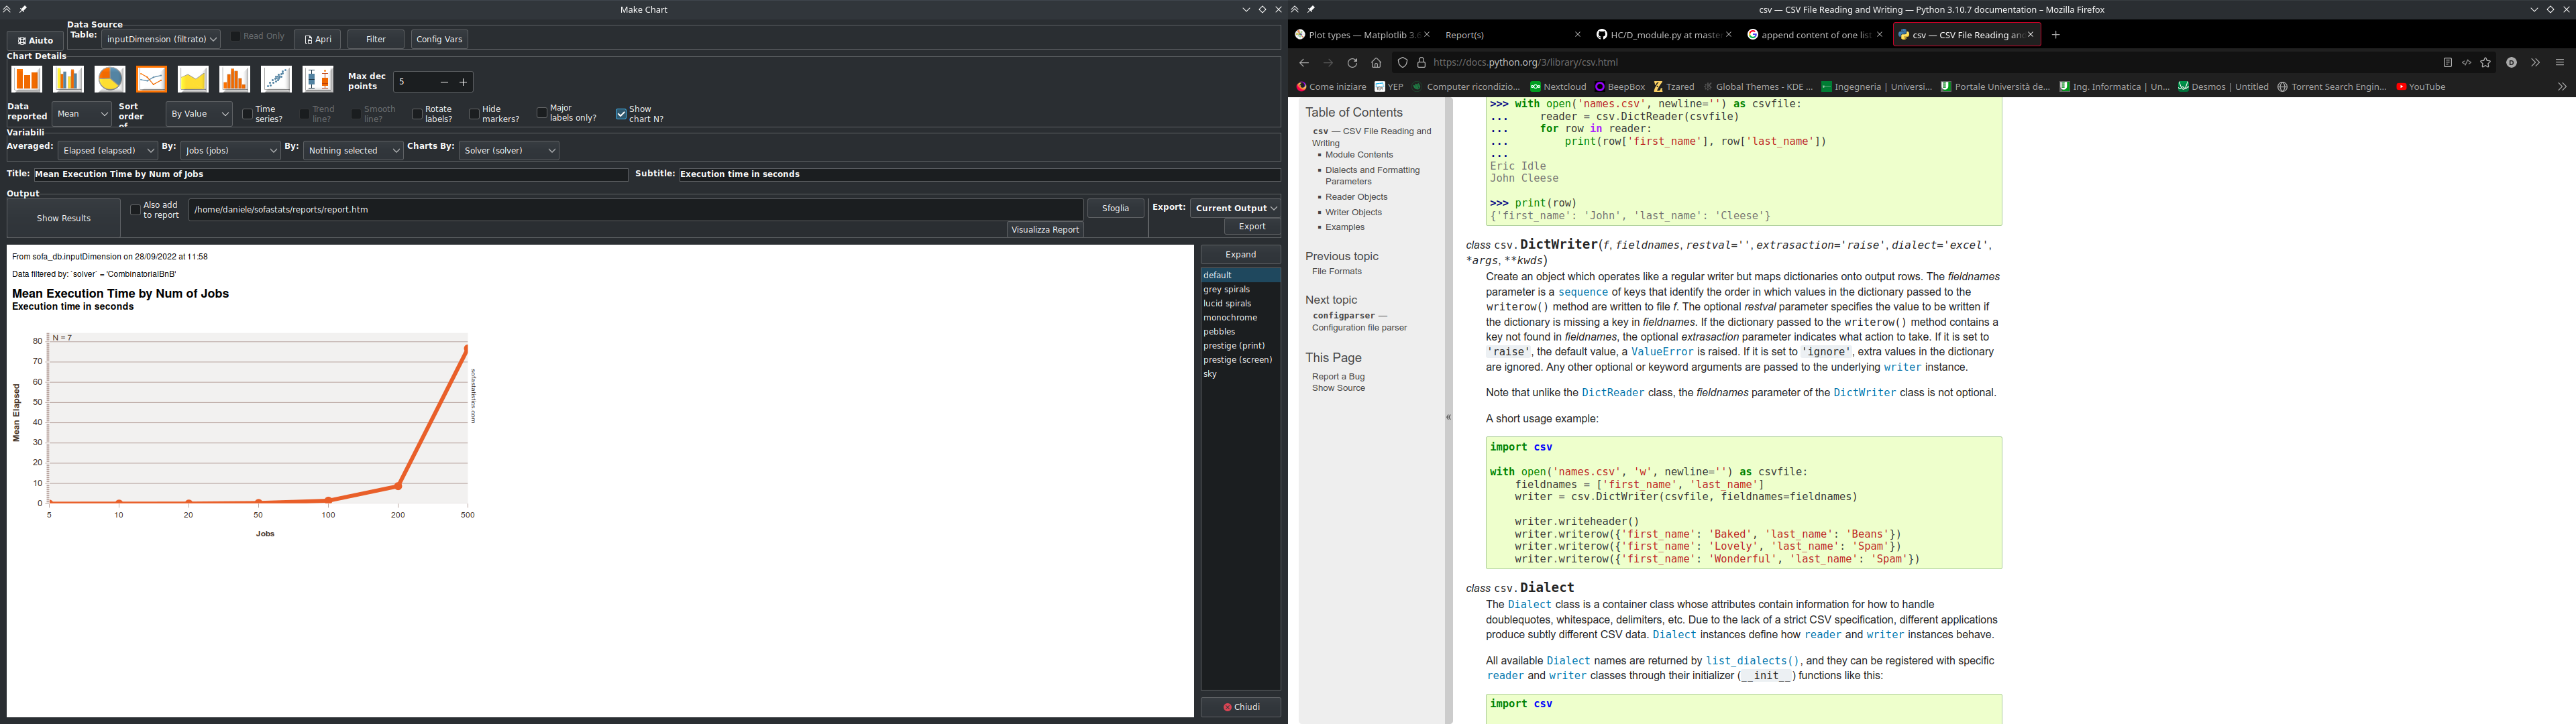 Make Chart
Data Source
Aiuto
Table:
inputDimension (filtrato)
Read Only
Apri
Filter
Config Vars
Chart Details
Max dec
points
5
Data
reported
Mean
Sort
order
of
By Value
Time
series?
Trend
line?
Smooth
line?
Rotate
labels?
Hide
markers?
Major
labels only?
Show
chart N?
Variabili
Averaged:
Elapsed (elapsed)
By:
Jobs (jobs)
By:
Nothing selected
Charts By:
Solver (solver)
Title:
Mean Execution Time by Num of Jobs
Subtitle:
Execution time in seconds
Output
Show Results
Also add
to report
/home/daniele/sofastats/reports/report.htm
Sfoglia
Export:
Current Output
Visualizza Report
Export
From sofa_db.inputDimension on 28/09/2022 at 11:58
Data filtered by: `solver` = 'CombinatorialBnB'
Mean Execution Time by Num of Jobs
Execution time in seconds
N = 7
80
70
60
50
40
30
20
10
0
Mean Elapsed
sofastatistics.com
5 10 20 50 100 200 500
Jobs
Expand
default
grey spirals
lucid spirals
monochrome
pebbles
prestige (print)
prestige (screen)
sky
Chiudi
csv — CSV File Reading and Writing — Python 3.10.7 documentation – Mozilla Firefox
Plot types — Matplotlib 3.
Report(s)
HC/D_module.py at master
append content of one list
csv — CSV File Reading and
https://docs.python.org/3/library/csv.html
Come iniziare
YEP
Computer ricondizio...
Nextcloud
BeepBox
Tzared
Global Themes - KDE ...
Ingegneria | Universi...
Portale Università de...
Ing. Informatica | Un...
Desmos | Untitled
Torrent Search Engin...
YouTube
Table of Contents
csv — CSV File Reading and
Writing
Module Contents
Dialects and Formatting
Parameters
Reader Objects
Writer Objects
Examples
Previous topic
File Formats
Next topic
configparser —
Configuration file parser
This Page
Report a Bug
Show Source
«
>>> with open('names.csv', newline='') as csvfile:
...     reader = csv.DictReader(csvfile)
...     for row in reader:
...         print(row['first_name'], row['last_name'])
...
Eric Idle
John Cleese
>>> print(row)
{'first_name': 'John', 'last_name': 'Cleese'}
class csv.DictWriter(f, fieldnames, restval='', extrasaction='raise', dialect='excel',
*args, **kwds)
Create an object which operates like a regular writer but maps dictionaries onto output rows. The fieldnames
parameter is a sequence of keys that identify the order in which values in the dictionary passed to the
writerow() method are written to file f. The optional restval parameter specifies the value to be written if
the dictionary is missing a key in fieldnames. If the dictionary passed to the writerow() method contains a
key not found in fieldnames, the optional extrasaction parameter indicates what action to take. If it is set to
'raise', the default value, a ValueError is raised. If it is set to 'ignore', extra values in the dictionary
are ignored. Any other optional or keyword arguments are passed to the underlying writer instance.
Note that unlike the DictReader class, the fieldnames parameter of the DictWriter class is not optional.
A short usage example:
import csv
with open('names.csv', 'w', newline='') as csvfile:
    fieldnames = ['first_name', 'last_name']
    writer = csv.DictWriter(csvfile, fieldnames=fieldnames)
    writer.writeheader()
    writer.writerow({'first_name': 'Baked', 'last_name': 'Beans'})
    writer.writerow({'first_name': 'Lovely', 'last_name': 'Spam'})
    writer.writerow({'first_name': 'Wonderful', 'last_name': 'Spam'})
class csv.Dialect
The Dialect class is a container class whose attributes contain information for how to handle
doublequotes, whitespace, delimiters, etc. Due to the lack of a strict CSV specification, different applications
produce subtly different CSV data. Dialect instances define how reader and writer instances behave.
All available Dialect names are returned by list_dialects(), and they can be registered with specific
reader and writer classes through their initializer (__init__) functions like this:
import csv